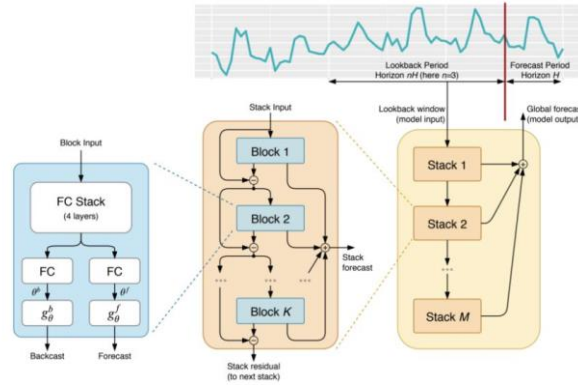 Lookback Period
Horizon nH (here n=3)
Forecast Period
Horizon H
Stack Input
Lookback window
(model input)
Global forecast
(model output)
Block Input
FC Stack
(4 layers)
FC
FC
θᵇ
θᶠ
gᵇθ
gᶠθ
Backcast
Forecast
Block 1
−
Block 2
−
...
...
...
+
Stack
forecast
Block K
−
Stack residual
(to next stack)
Stack 1
+
Stack 2
...
Stack M